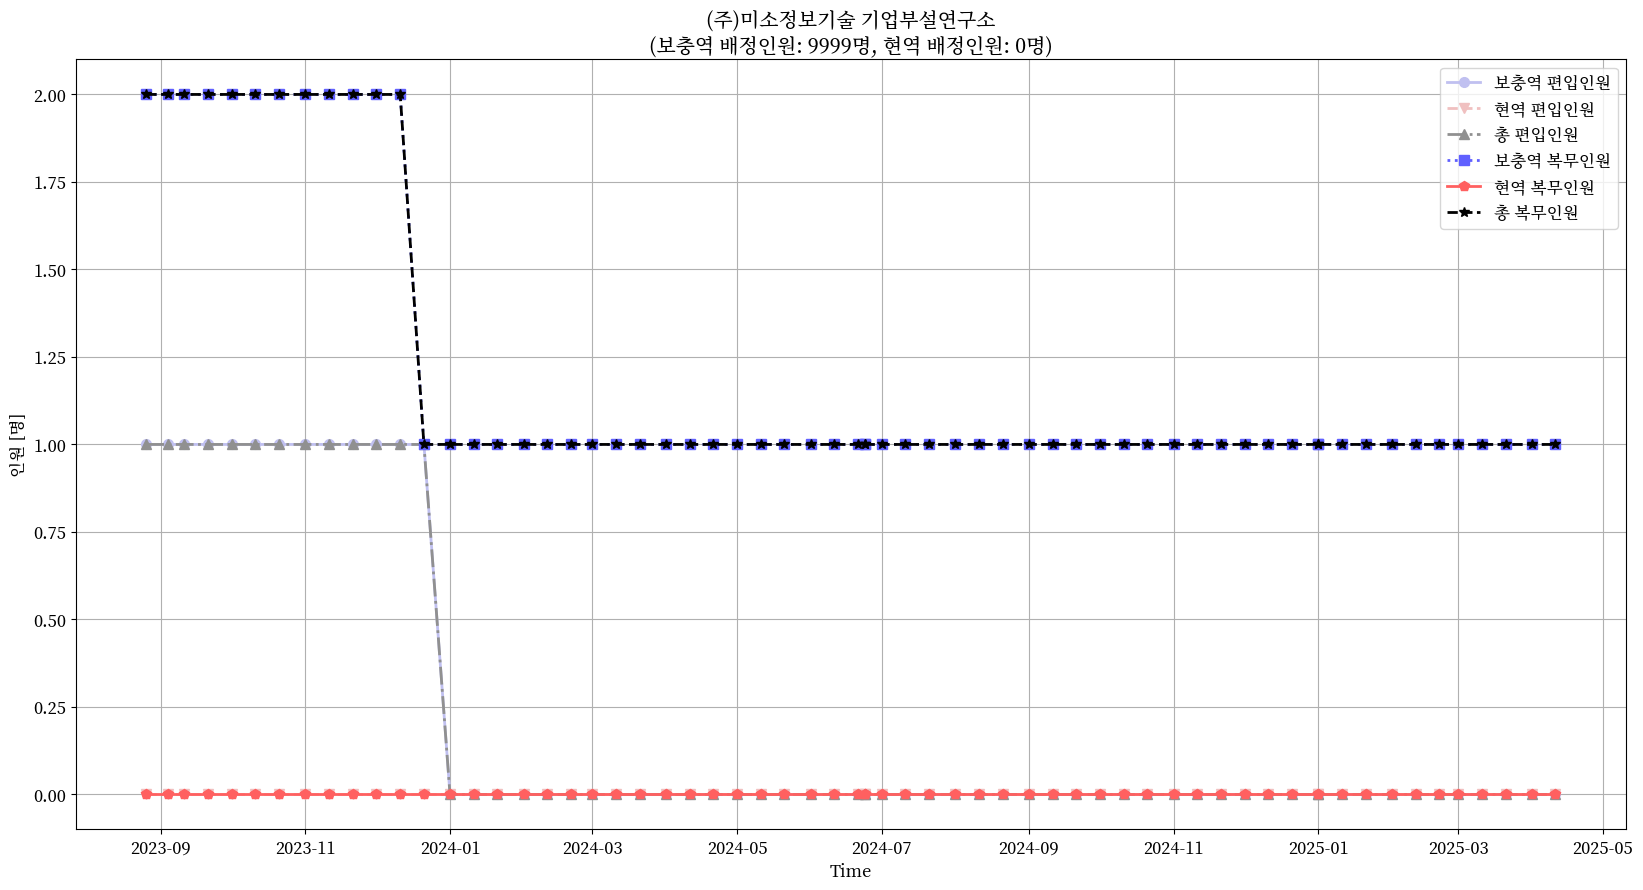 (주)미소정보기술 기업부설연구소
(보충역 배정인원: 9999명, 현역 배정인원: 0명)
보충역 편입인원
현역 편입인원
총 편입인원
보충역 복무인원
현역 복무인원
총 복무인원
2.00
1.75
1.50
1.25
1.00
0.75
0.50
0.25
0.00
인원 [명]
2023-09
2023-11
2024-01
2024-03
2024-05
2024-07
2024-09
2024-11
2025-01
2025-03
2025-05
Time